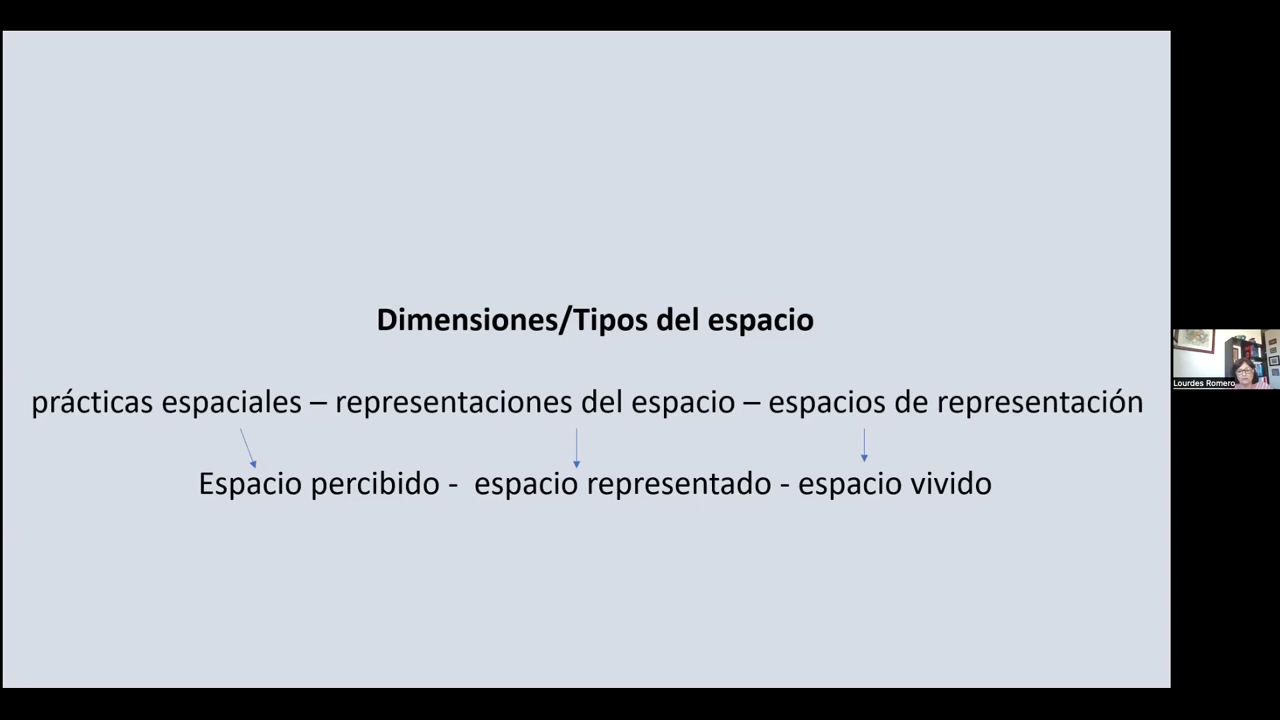 Dimensiones/Tipos del espacio
prácticas espaciales – representaciones del espacio – espacios de representación
Espacio percibido - espacio representado - espacio vivido
Lourdes Romero